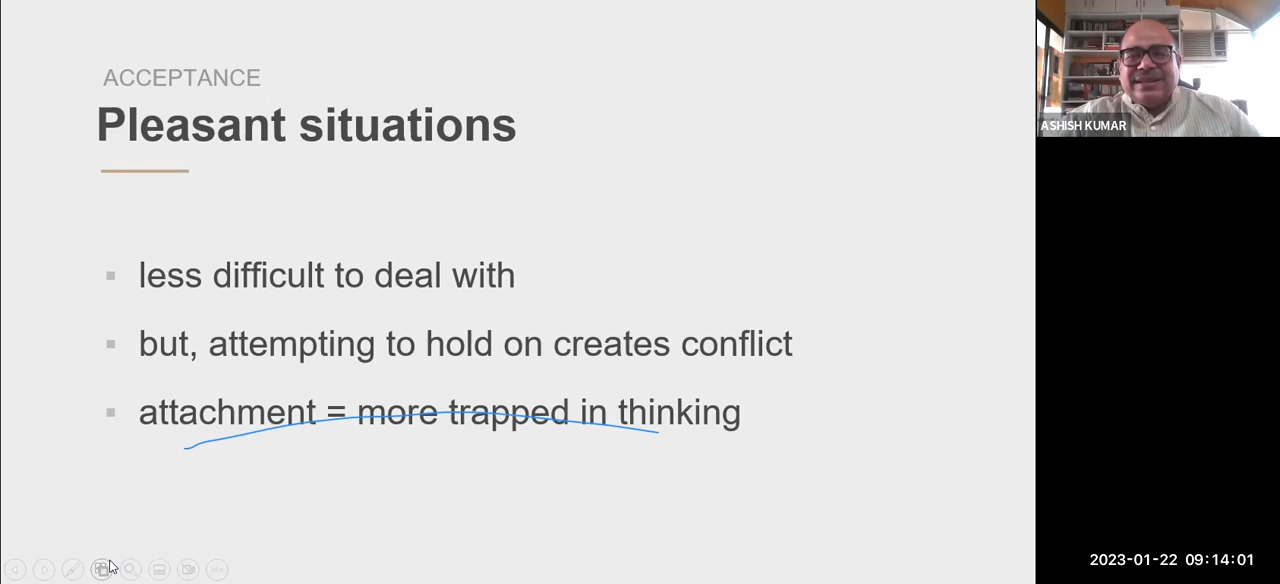 ACCEPTANCE
Pleasant situations
less difficult to deal with
but, attempting to hold on creates conflict
attachment = more trapped in thinking
ASHISH KUMAR
2023-01-22 09:14:01